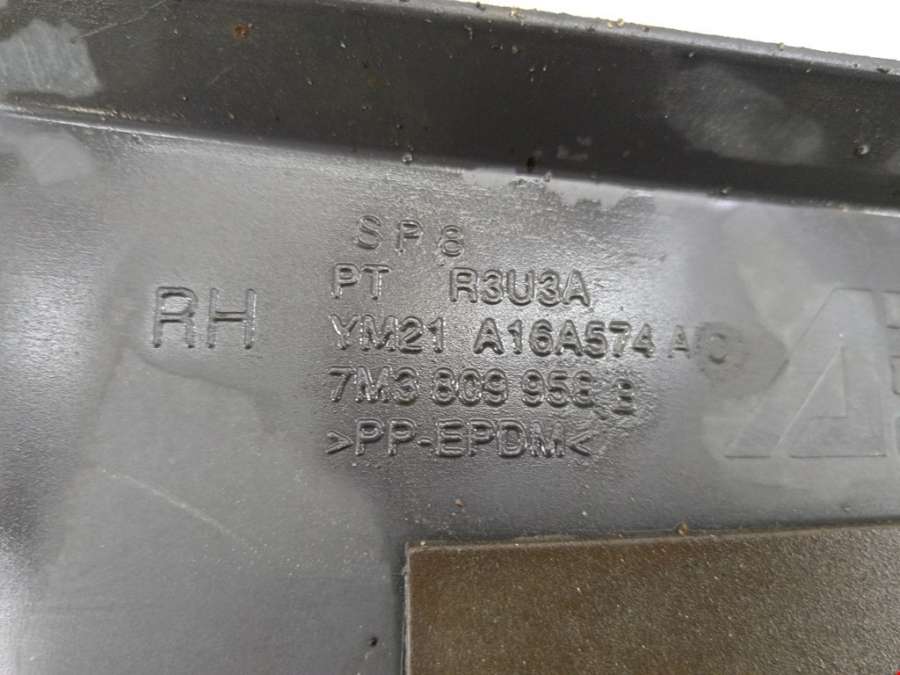 SP8
PT R3U3A
RH
YM21 A16A574 AC
7M3 809 958 B
>PP-EPDM<